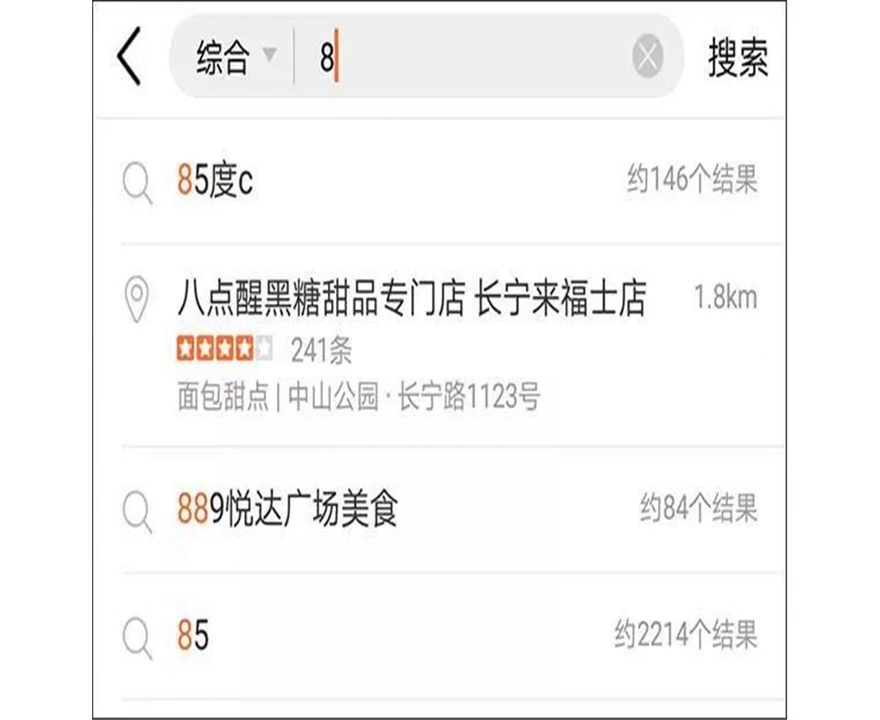 综合 8 搜索
85度c 约146个结果
八点醒黑糖甜品专门店 长宁来福士店 1.8km
241条
面包甜点 | 中山公园 · 长宁路1123号
889悦达广场美食 约84个结果
85 约2214个结果